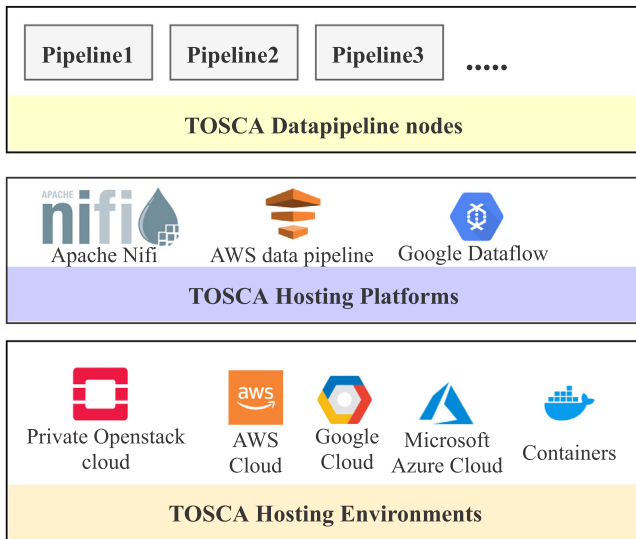 Pipeline1 Pipeline2 Pipeline3 .....
TOSCA Datapipeline nodes
APACHE
nifi
Apache Nifi AWS data pipeline Google Dataflow
TOSCA Hosting Platforms
aws
Private Openstack cloud
AWS Cloud
Google Cloud
Microsoft Azure Cloud
Containers
TOSCA Hosting Environments